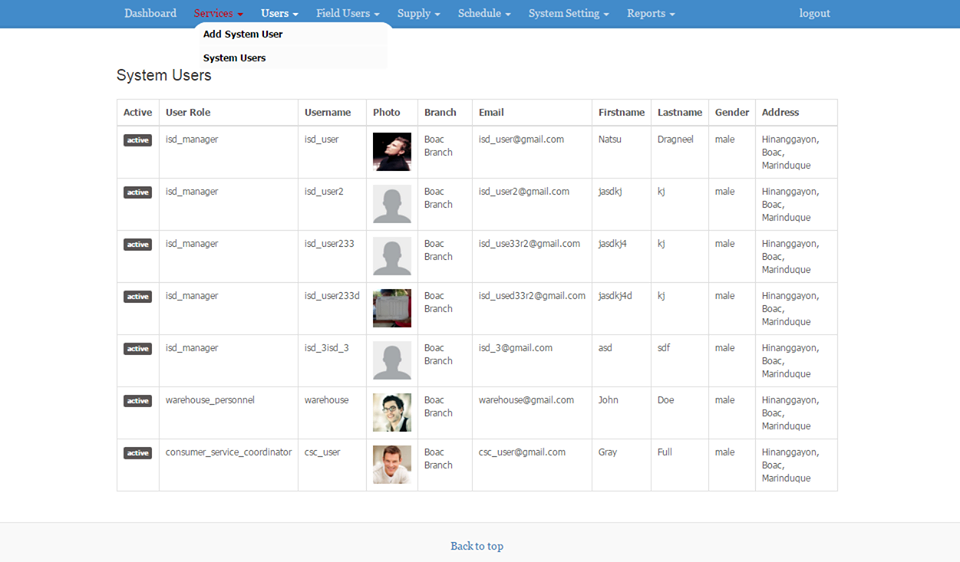 Dashboard Services Users Field Users Supply Schedule System Setting Reports logout
Add System User
System Users
System Users
Active User Role Username Photo Branch Email Firstname Lastname Gender Address
active isd_manager isd_user Boac isd_user@gmail.com Natsu Dragneel male Hinanggayon,
Branch Boac,
Marinduque
active isd_manager isd_user2 Boac isd_user2@gmail.com jasdkj kj male Hinanggayon,
Branch Boac,
Marinduque
active isd_manager isd_user233 Boac isd_use33r2@gmail.com jasdkj4 kj male Hinanggayon,
Branch Boac,
Marinduque
active isd_manager isd_user233d Boac isd_used33r2@gmail.com jasdkj4d kj male Hinanggayon,
Branch Boac,
Marinduque
active isd_manager isd_3isd_3 Boac isd_3@gmail.com asd sdf male Hinanggayon,
Branch Boac,
Marinduque
active warehouse_personnel warehouse Boac warehouse@gmail.com John Doe male Hinanggayon,
Branch Boac,
Marinduque
active consumer_service_coordinator csc_user Boac csc_user@gmail.com Gray Full male Hinanggayon,
Branch Boac,
Marinduque
Back to top